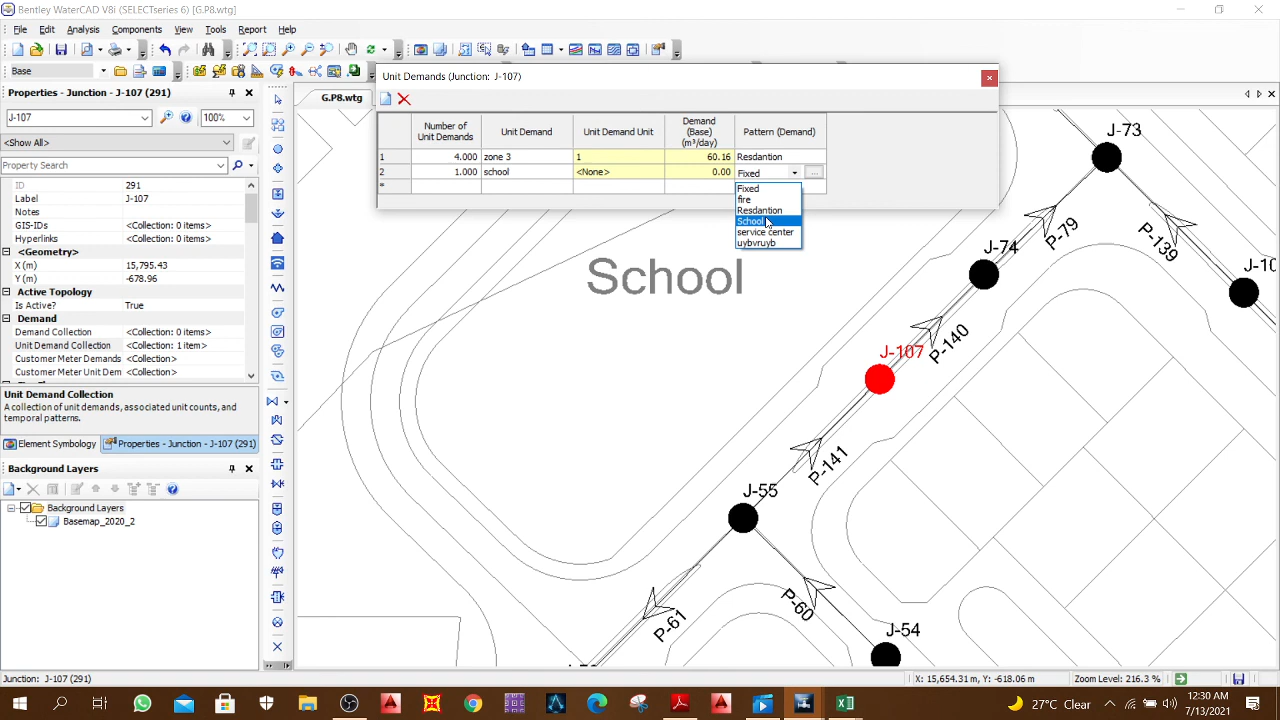 Bentley WaterCAD V8i (SELECTseries 6) [G.P8.wtg]
File Edit Analysis Components View Tools Report Help
Base
Properties - Junction - J-107 (291)
J-107 100%
<Show All>
Property Search
ID 291
Label J-107
Notes
GIS-IDs <Collection: 0 items>
Hyperlinks <Collection: 0 items>
<Geometry>
X (m) 15,795.43
Y (m) -678.96
Active Topology
Is Active? True
Demand
Demand Collection <Collection: 0 items>
Unit Demand Collection <Collection: 1 item>
Customer Meter Demands <Collection>
Customer Meter Unit Dem <Collection>
Unit Demand Collection
A collection of unit demands, associated unit counts, and
temporal patterns.
Element Symbology Properties - Junction - J-107 (291)
Background Layers
Background Layers
Basemap_2020_2
G.P8.wtg
Unit Demands (Junction: J-107)
Number of Unit Demands
Unit Demand
Unit Demand Unit
Demand (Base) (m³/day)
Pattern (Demand)
1 4.000 zone 3 1 60.16 Resdantion
2 1.000 school <None> 0.00 Fixed ...
*
Fixed
fire
Resdantion
School
service center
uybvruyb
School
J-73
J-74
P-79
P-139
J-10
J-107
P-140
P-141
J-55
P-61
P-60
J-54
Junction: J-107 (291)
X: 15,654.31 m, Y: -618.06 m Zoom Level: 216.3 %
27°C Clear
12:30 AM
7/13/2021